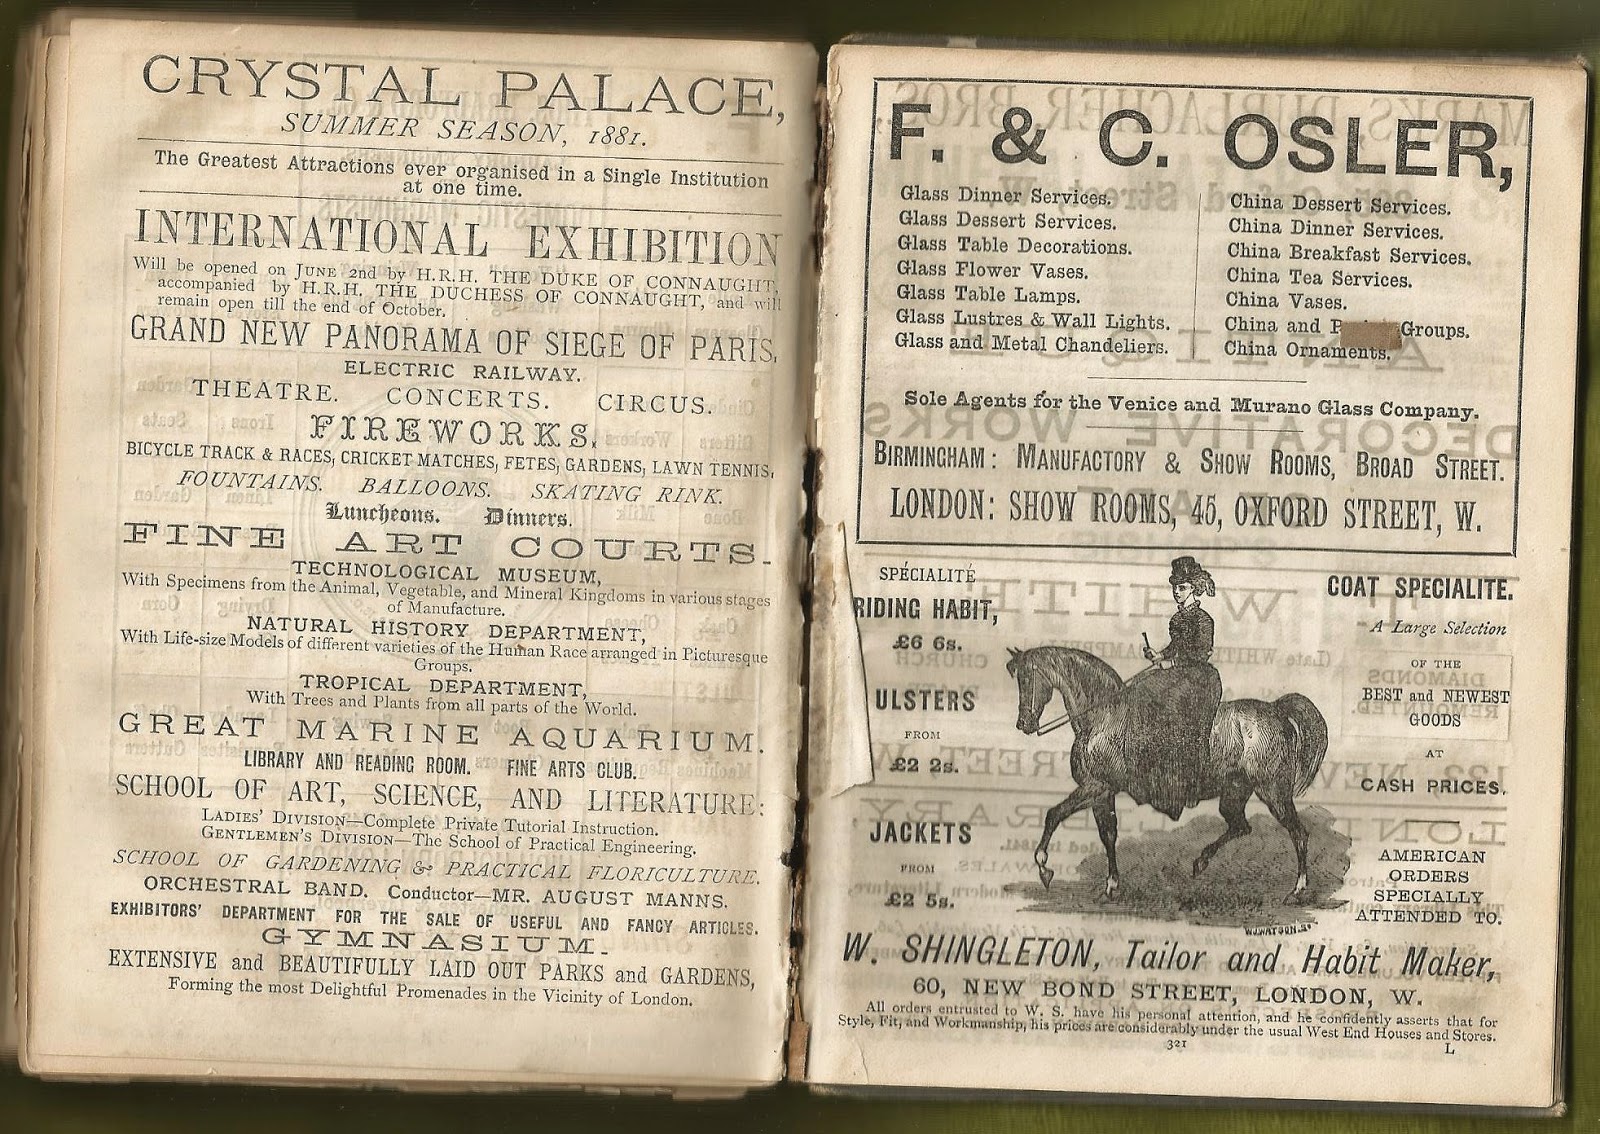 CRYSTAL PALACE,
SUMMER SEASON, 1881.
The Greatest Attractions ever organised in a Single Institution
at one time.
INTERNATIONAL EXHIBITION
Will be opened on JUNE 2nd by H.R.H. THE DUKE OF CONNAUGHT,
accompanied by H.R.H. THE DUCHESS OF CONNAUGHT, and will
remain open till the end of October.
GRAND NEW PANORAMA OF SIEGE OF PARIS,
ELECTRIC RAILWAY.
THEATRE. CONCERTS. CIRCUS.
FIREWORKS,
BICYCLE TRACK & RACES, CRICKET MATCHES, FETES, GARDENS, LAWN TENNIS,
FOUNTAINS. BALLOONS. SKATING RINK.
Luncheons. Dinners.
FINE ART COURTS.
TECHNOLOGICAL MUSEUM,
With Specimens from the Animal, Vegetable, and Mineral Kingdoms in various stages
of Manufacture.
NATURAL HISTORY DEPARTMENT,
With Life-size Models of different varieties of the Human Race arranged in Picturesque
Groups.
TROPICAL DEPARTMENT,
With Trees and Plants from all parts of the World.
GREAT MARINE AQUARIUM.
LIBRARY AND READING ROOM. FINE ARTS CLUB.
SCHOOL OF ART, SCIENCE, AND LITERATURE:
LADIES' DIVISION—Complete Private Tutorial Instruction.
GENTLEMEN'S DIVISION—The School of Practical Engineering.
SCHOOL OF GARDENING & PRACTICAL FLORICULTURE.
ORCHESTRAL BAND. Conductor—MR. AUGUST MANNS.
EXHIBITORS' DEPARTMENT FOR THE SALE OF USEFUL AND FANCY ARTICLES.
GYMNASIUM.
EXTENSIVE and BEAUTIFULLY LAID OUT PARKS and GARDENS,
Forming the most Delightful Promenades in the Vicinity of London.
F. & C. OSLER,
Glass Dinner Services.
Glass Dessert Services.
Glass Table Decorations.
Glass Flower Vases.
Glass Table Lamps.
Glass Lustres & Wall Lights.
Glass and Metal Chandeliers.
China Dessert Services.
China Dinner Services.
China Breakfast Services.
China Tea Services.
China Vases.
China and Groups.
China Ornaments.
Sole Agents for the Venice and Murano Glass Company.
BIRMINGHAM: MANUFACTORY & SHOW ROOMS, BROAD STREET.
LONDON: SHOW ROOMS, 45, OXFORD STREET, W.
SPÉCIALITÉ
RIDING HABIT,
£6 6s.
ULSTERS
FROM
£2 2s.
JACKETS
FROM
£2 5s.
COAT SPECIALITE.
A Large Selection
OF THE
BEST and NEWEST
GOODS
AT
CASH PRICES.
AMERICAN
ORDERS
SPECIALLY
ATTENDED TO.
W.J.WATSON.Sc
W. SHINGLETON, Tailor and Habit Maker,
60, NEW BOND STREET, LONDON, W.
All orders entrusted to W. S. have his personal attention, and he confidently asserts that for
Style, Fit, and Workmanship, his prices are considerably under the usual West End Houses and Stores.
321
L